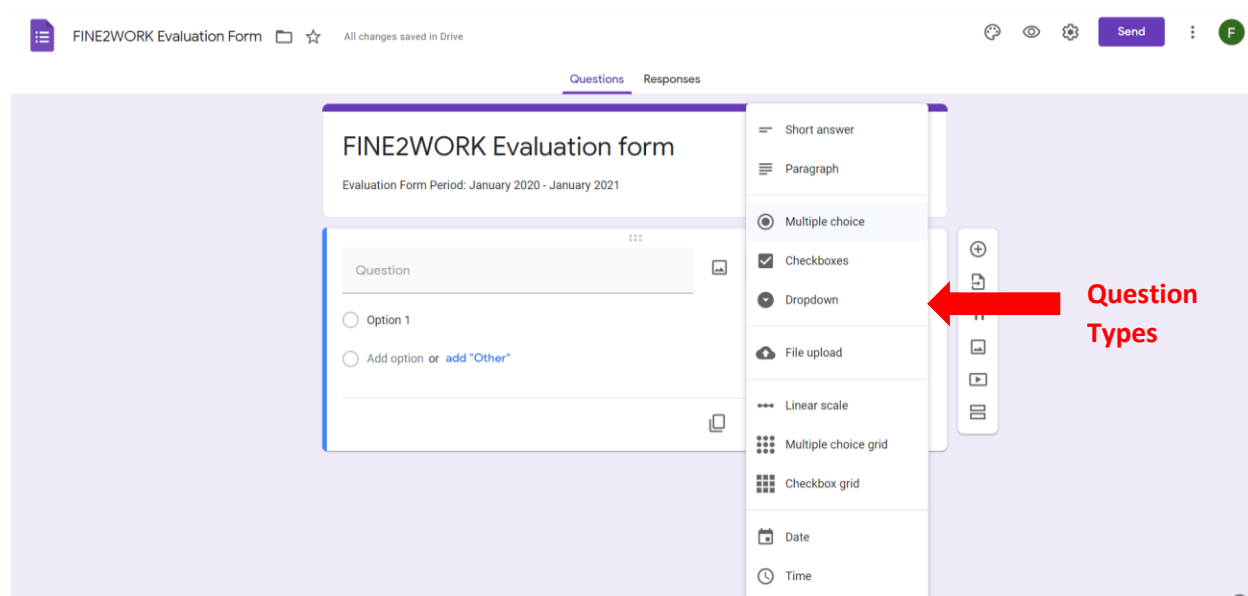 FINE2WORK Evaluation Form
All changes saved in Drive
Send
F
Questions Responses
FINE2WORK Evaluation form
Evaluation Form Period: January 2020 - January 2021
Question
Option 1
Add option or add "Other"
Short answer
Paragraph
Multiple choice
Checkboxes
Dropdown
File upload
Linear scale
Multiple choice grid
Checkbox grid
Date
Time
Question
Types